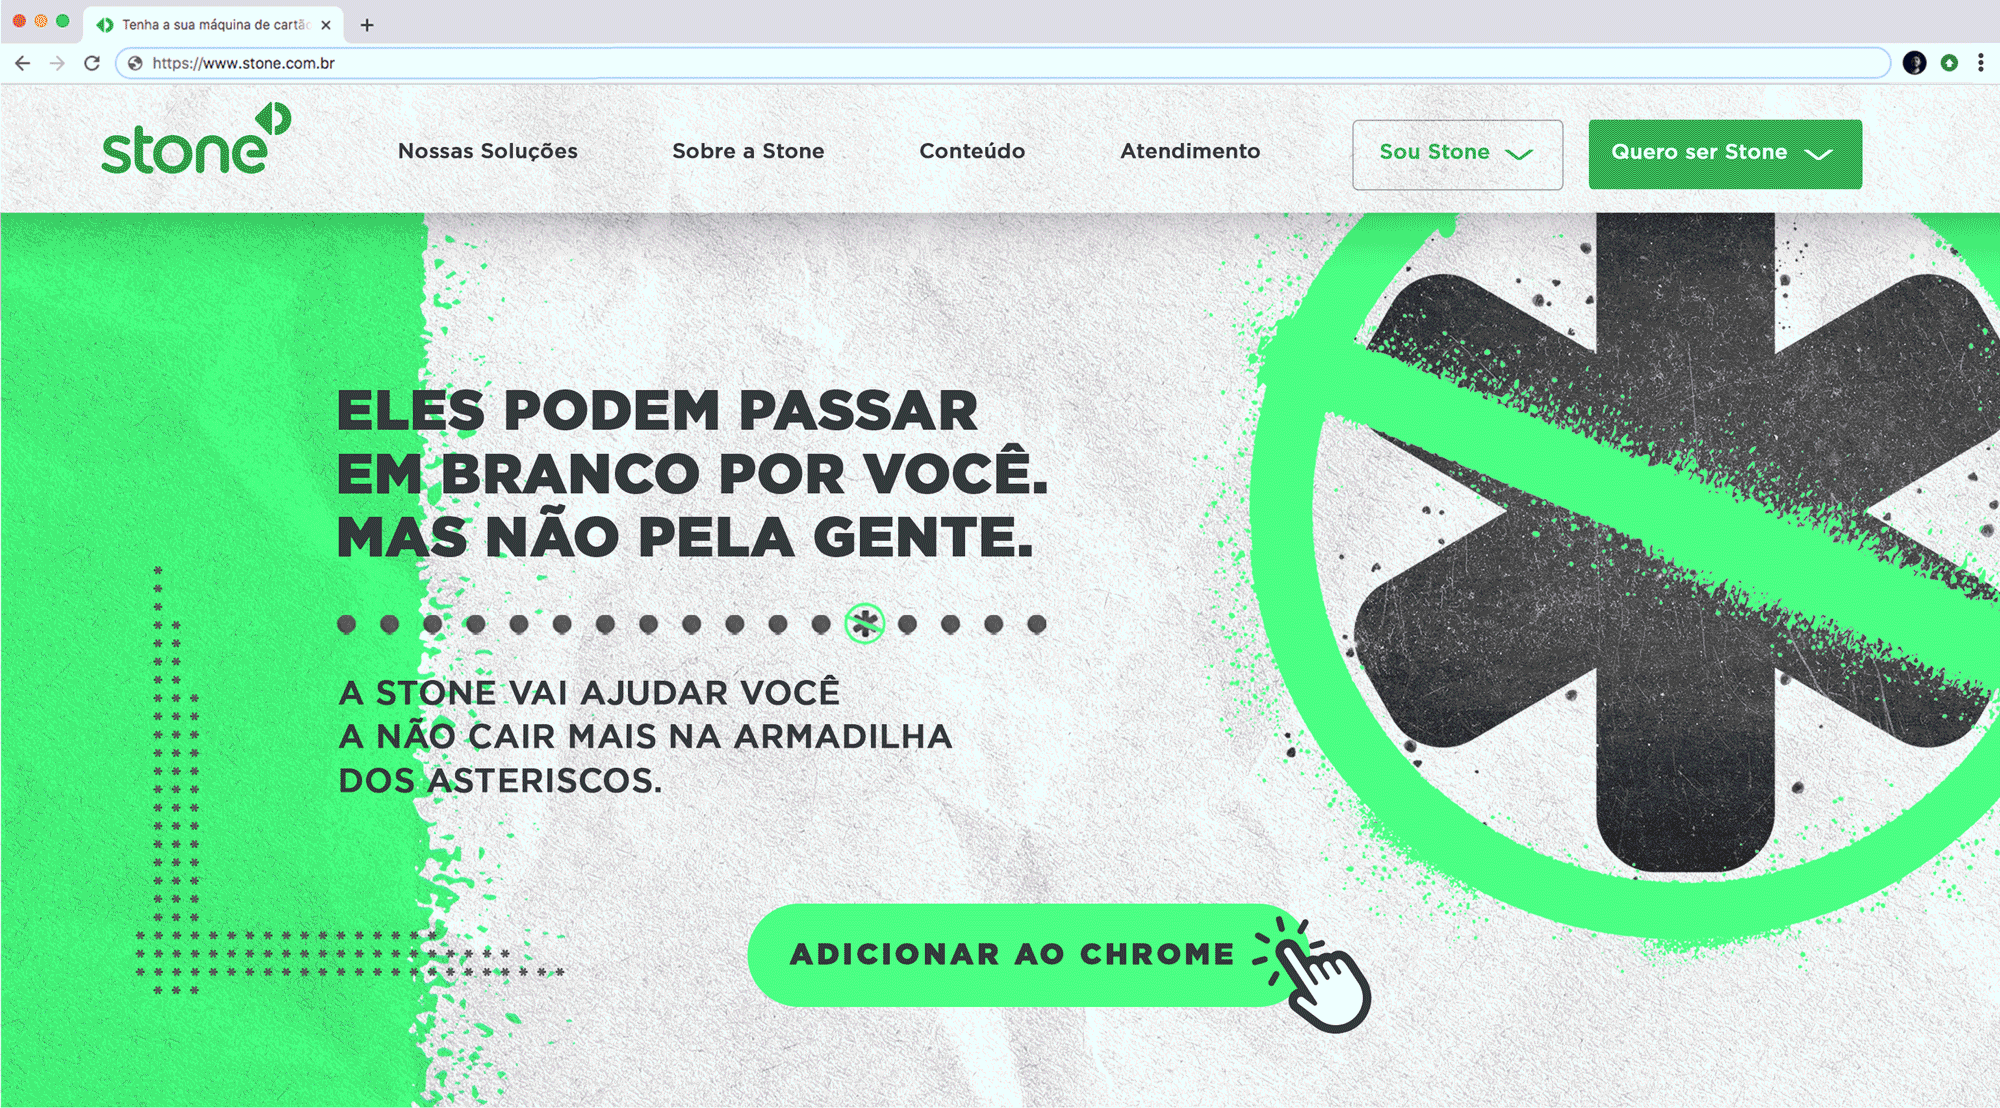 Tenha a sua máquina de cartão
https://www.stone.com.br
stone
Nossas Soluções
Sobre a Stone
Conteúdo
Atendimento
Sou Stone
Quero ser Stone
ELES PODEM PASSAR
EM BRANCO POR VOCÊ.
MAS NÃO PELA GENTE.
A STONE VAI AJUDAR VOCÊ
A NÃO CAIR MAIS NA ARMADILHA
DOS ASTERISCOS.
ADICIONAR AO CHROME